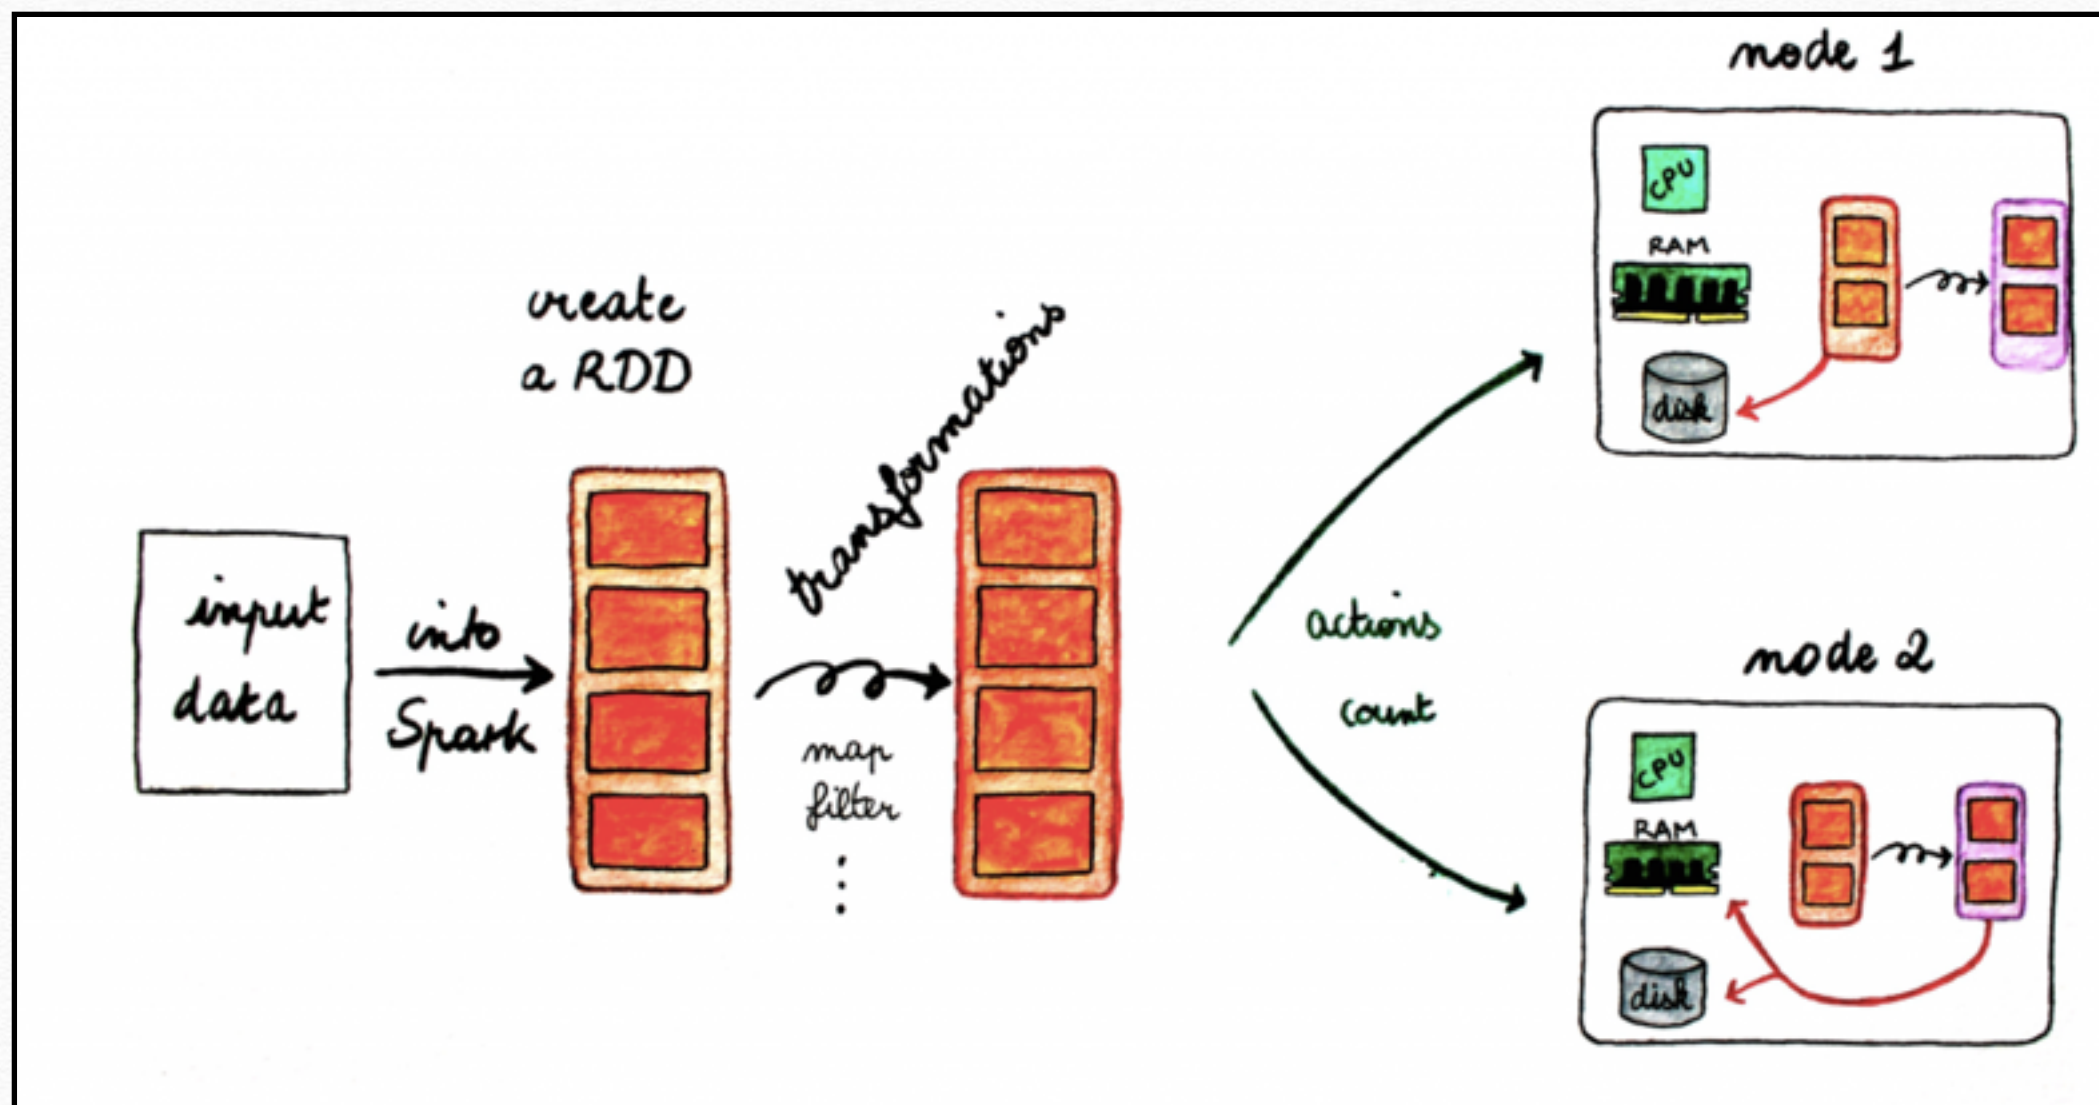 input
data
into
Spark
create
a RDD
transformations
map
filter
actions
count
node 1
CPU
RAM
disk
node 2
CPU
RAM
disk